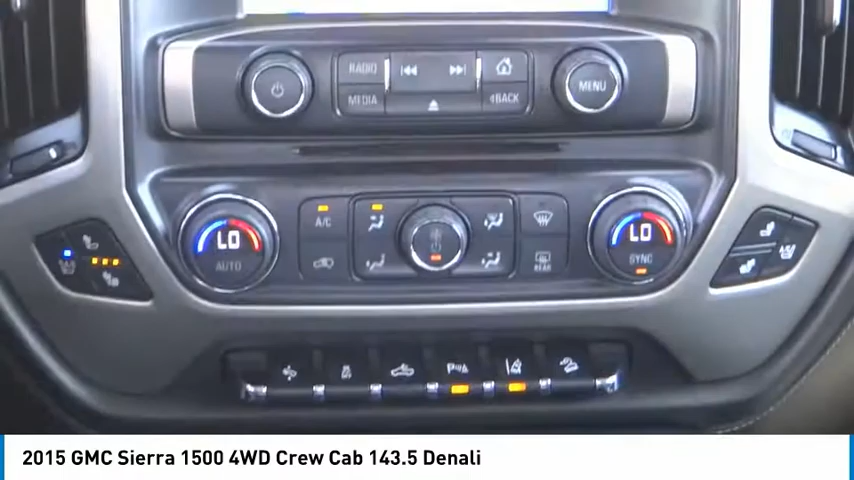 RADIO
MENU
MEDIA
BACK
LO
A/C
LO
AUTO
SYNC
REAR
OFF
P
2015 GMC Sierra 1500 4WD Crew Cab 143.5 Denali